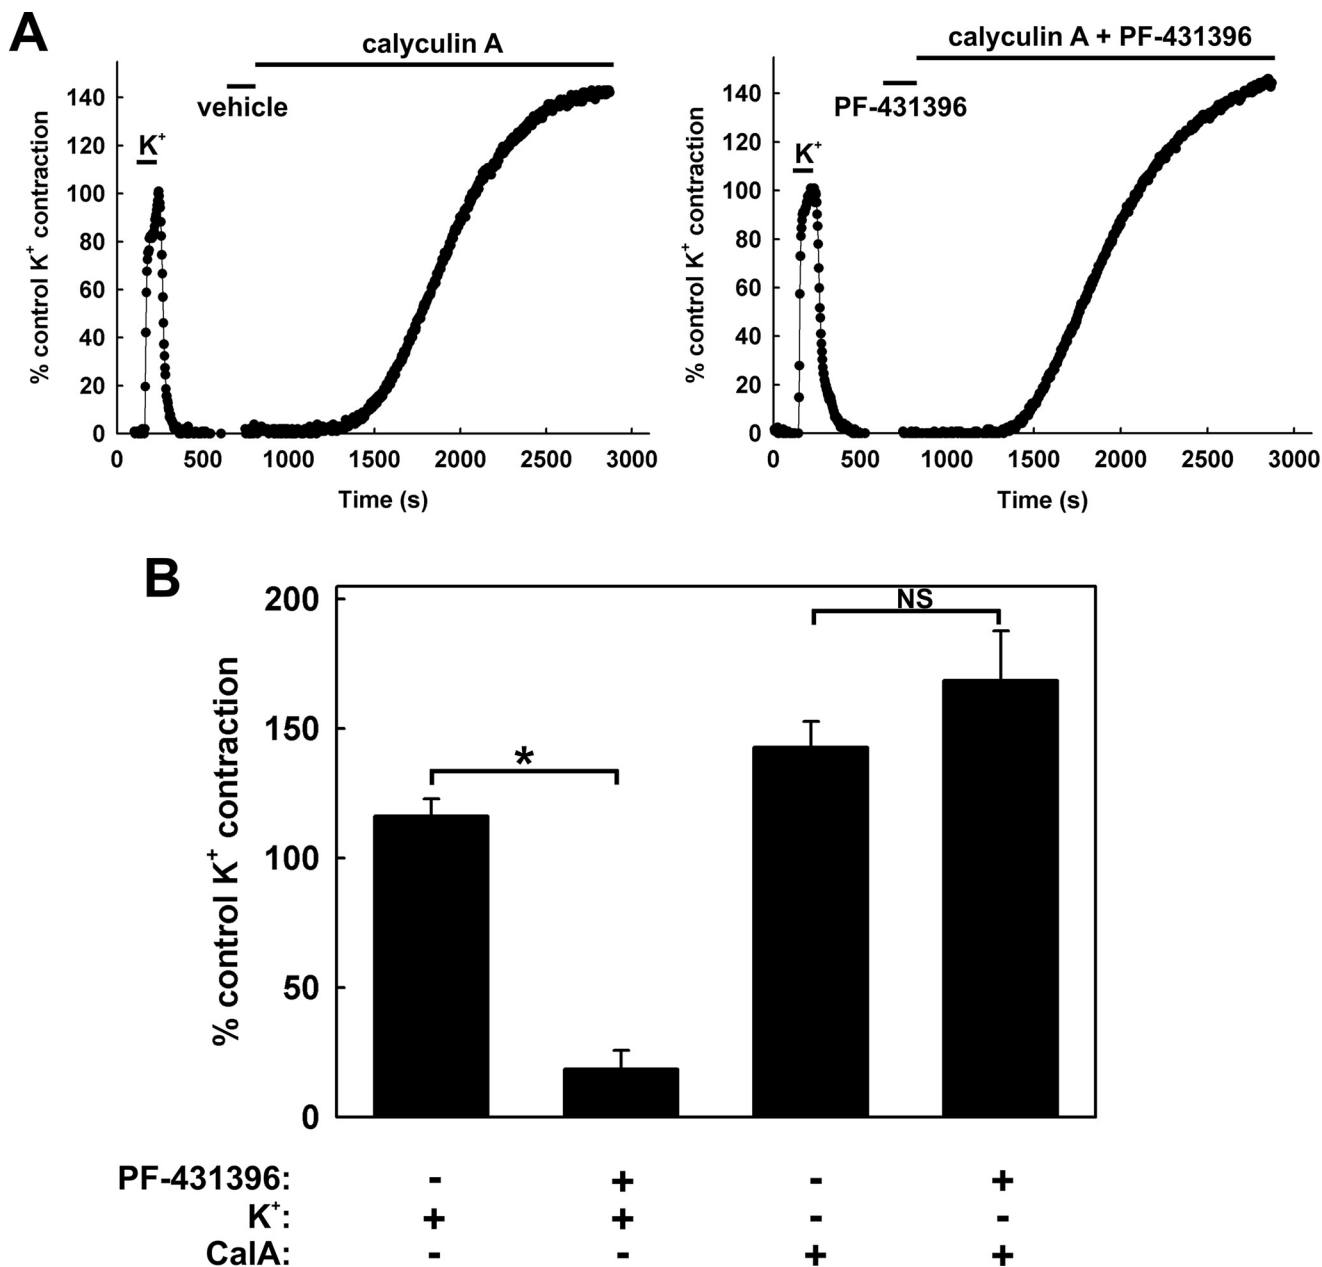 A
calyculin A
vehicle
K+
% control K+ contraction
140
120
100
80
60
40
20
0
0 500 1000 1500 2000 2500 3000
Time (s)
calyculin A + PF-431396
PF-431396
K+
% control K+ contraction
140
120
100
80
60
40
20
0
0 500 1000 1500 2000 2500 3000
Time (s)
B
% control K+ contraction
200
150
100
50
0
*
NS
PF-431396: - + - +
K+: + + - -
CalA: - - + +